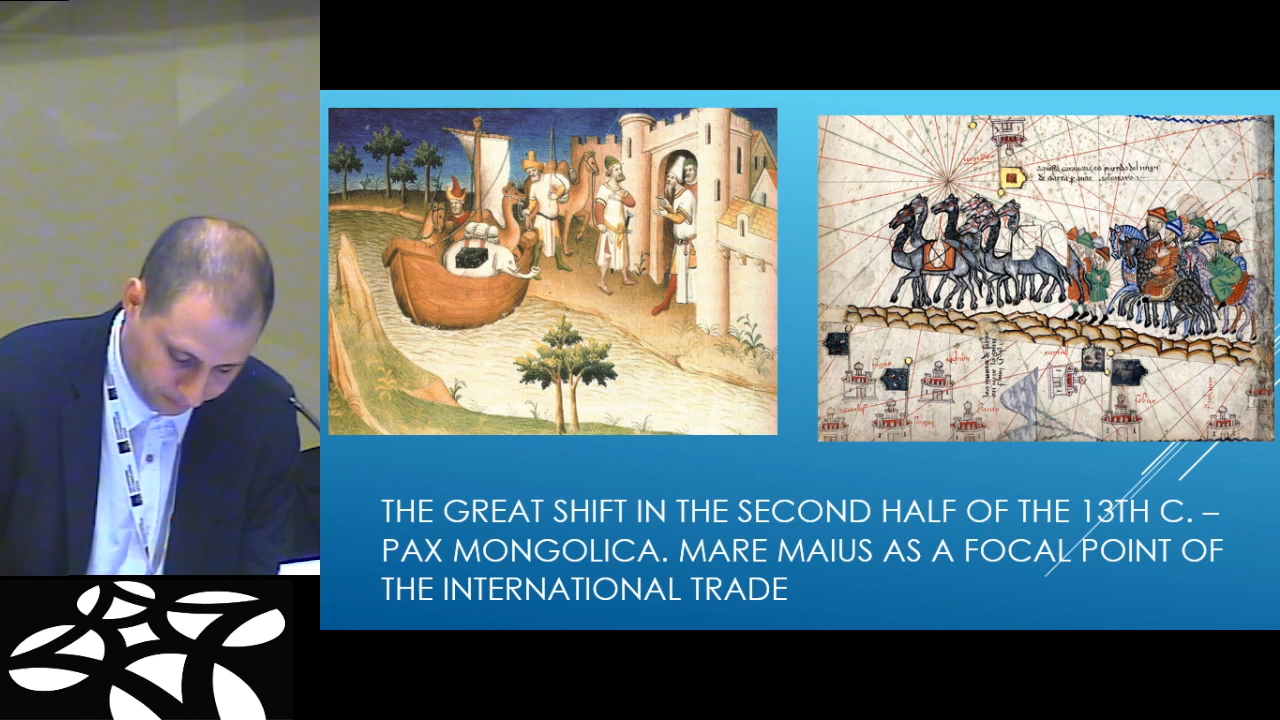 THE GREAT SHIFT IN THE SECOND HALF OF THE 13TH C. –
PAX MONGOLICA. MARE MAIUS AS A FOCAL POINT OF
THE INTERNATIONAL TRADE